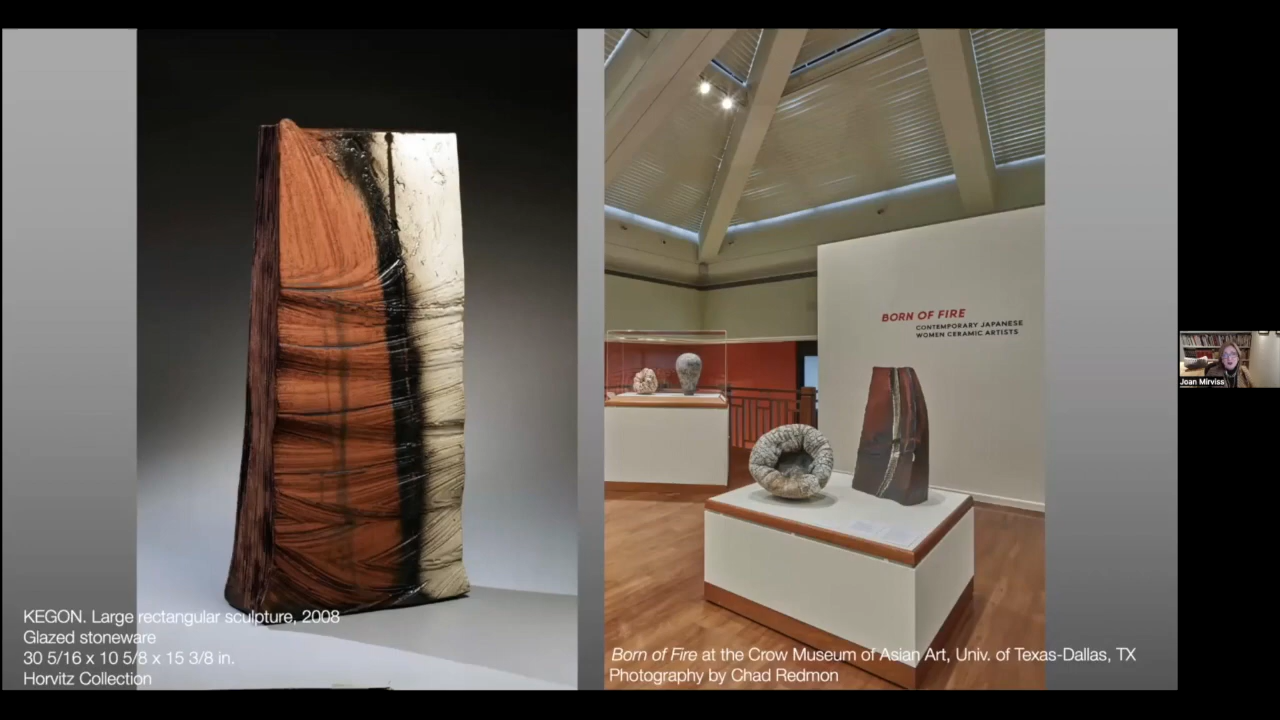 KEGON. Large rectangular sculpture, 2008
Glazed stoneware
30 5/16 x 10 5/8 x 15 3/8 in.
Horvitz Collection
BORN OF FIRE
CONTEMPORARY JAPANESE
WOMEN CERAMIC ARTISTS
Born of Fire at the Crow Museum of Asian Art, Univ. of Texas-Dallas, TX
Photography by Chad Redmon
Joan Mirviss